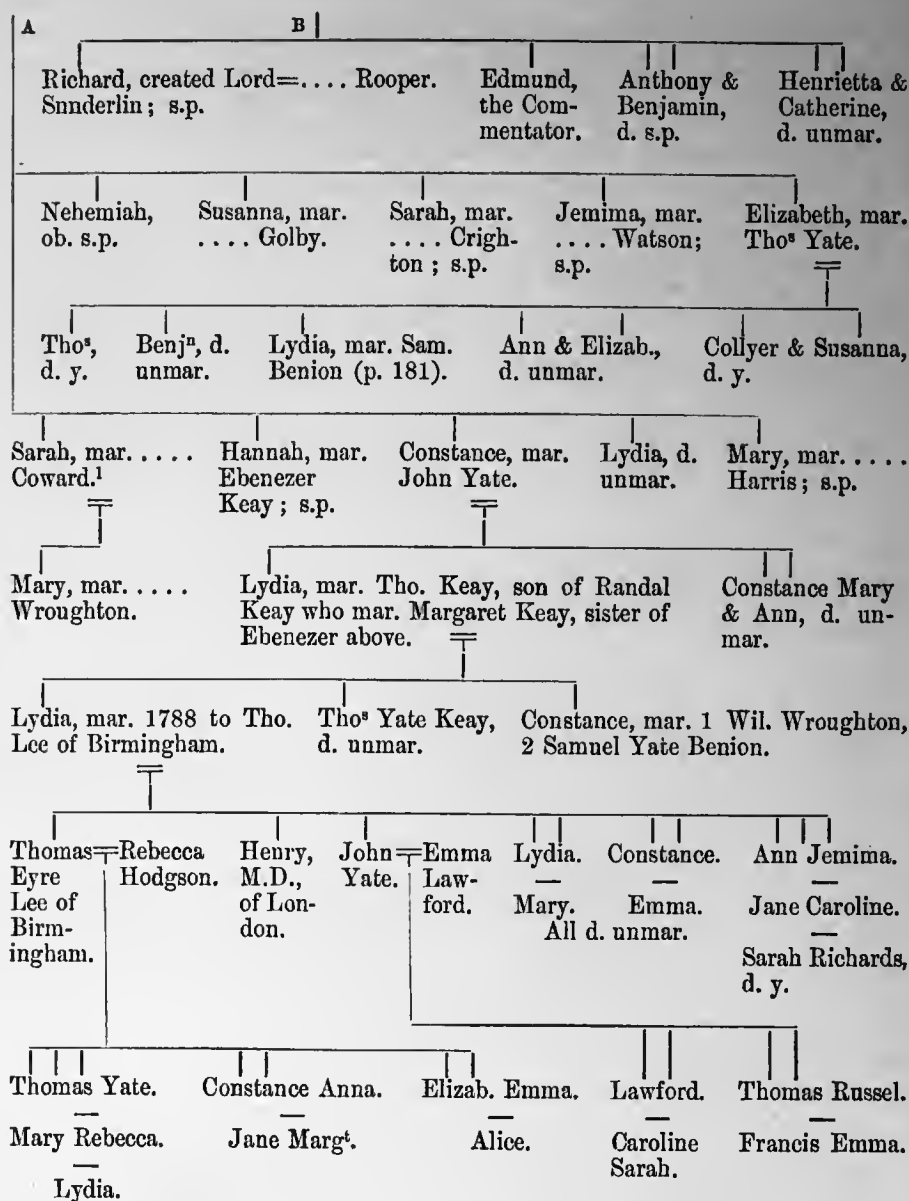 A B
Richard, created Lord=.... Rooper. Edmund, Anthony & Henrietta &
Snnderlin; s.p. the Com- Benjamin, Catherine,
mentator. d. s.p. d. unmar.
Nehemiah, Susanna, mar. Sarah, mar. Jemima, mar. Elizabeth, mar.
ob. s.p. .... Golby. .... Crigh- .... Watson; Thoˢ Yate.
ton; s.p. s.p.
Thoˢ, Benjⁿ, d. Lydia, mar. Sam. Ann & Elizab., Collyer & Susanna,
d. y. unmar. Benion (p. 181). d. unmar. d. y.
Sarah, mar. .... Hannah, mar. Constance, mar. Lydia, d. Mary, mar. ....
Coward.¹ Ebenezer John Yate. unmar. Harris; s.p.
Keay; s.p.
Mary, mar. .... Lydia, mar. Tho. Keay, son of Randal Constance Mary
Wroughton. Keay who mar. Margaret Keay, sister of & Ann, d. un-
Ebenezer above. mar.
Lydia, mar. 1788 to Tho. Thoˢ Yate Keay, Constance, mar. 1 Wil. Wroughton,
Lee of Birmingham. d. unmar. 2 Samuel Yate Benion.
Thomas=Rebecca Henry, John=Emma Lydia. Constance. Ann Jemima.
Eyre Hodgson. M.D., Yate. Law- — — —
Lee of of Lon- ford. Mary. Emma. Jane Caroline.
Birm- don. All d. unmar. —
ingham. Sarah Richards,
d. y.
Thomas Yate. Constance Anna. Elizab. Emma. Lawford. Thomas Russel.
— — — — —
Mary Rebecca. Jane Margᵗ. Alice. Caroline Francis Emma.
— Sarah.
Lydia.